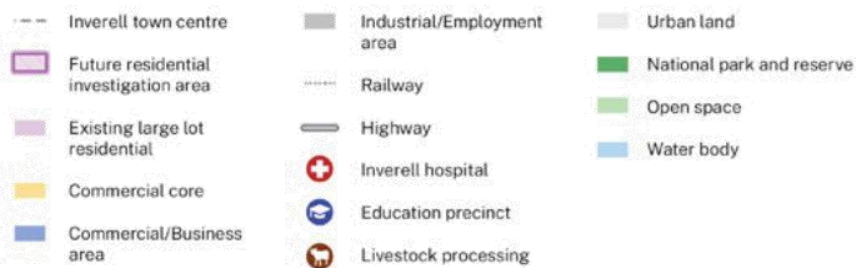 Inverell town centre
Future residential
investigation area
Existing large lot
residential
Commercial core
Commercial/Business
area
Industrial/Employment
area
Railway
Highway
Inverell hospital
Education precinct
Livestock processing
Urban land
National park and reserve
Open space
Water body